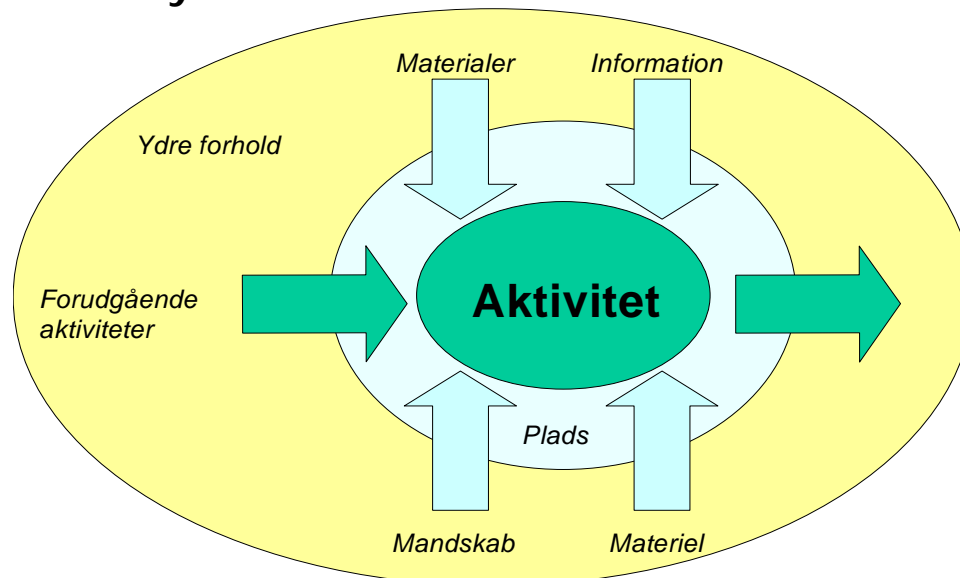 Materialer
Information
Ydre forhold
Forudgående
aktiviteter
Aktivitet
Plads
Mandskab
Materiel